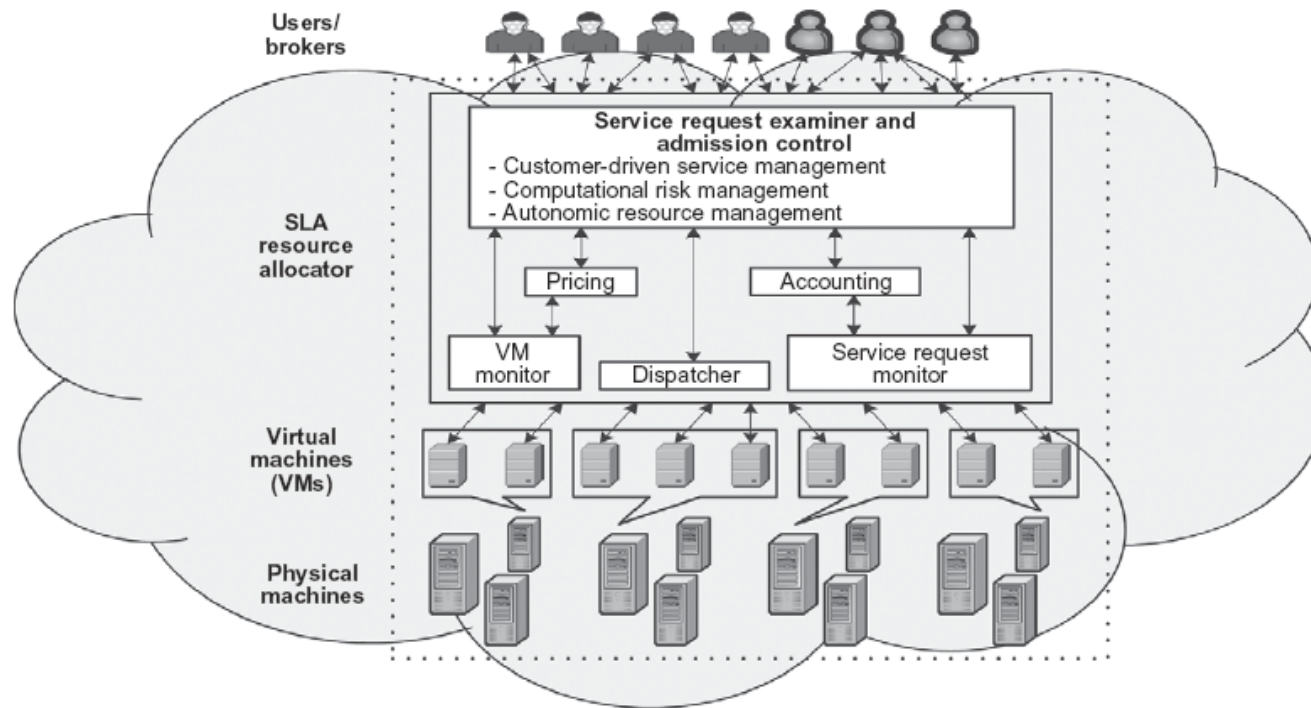 Users/
brokers
Service request examiner and
admission control
- Customer-driven service management
- Computational risk management
- Autonomic resource management
SLA
resource
allocator
Pricing
Accounting
VM
monitor
Dispatcher
Service request
monitor
Virtual
machines
(VMs)
Physical
machines